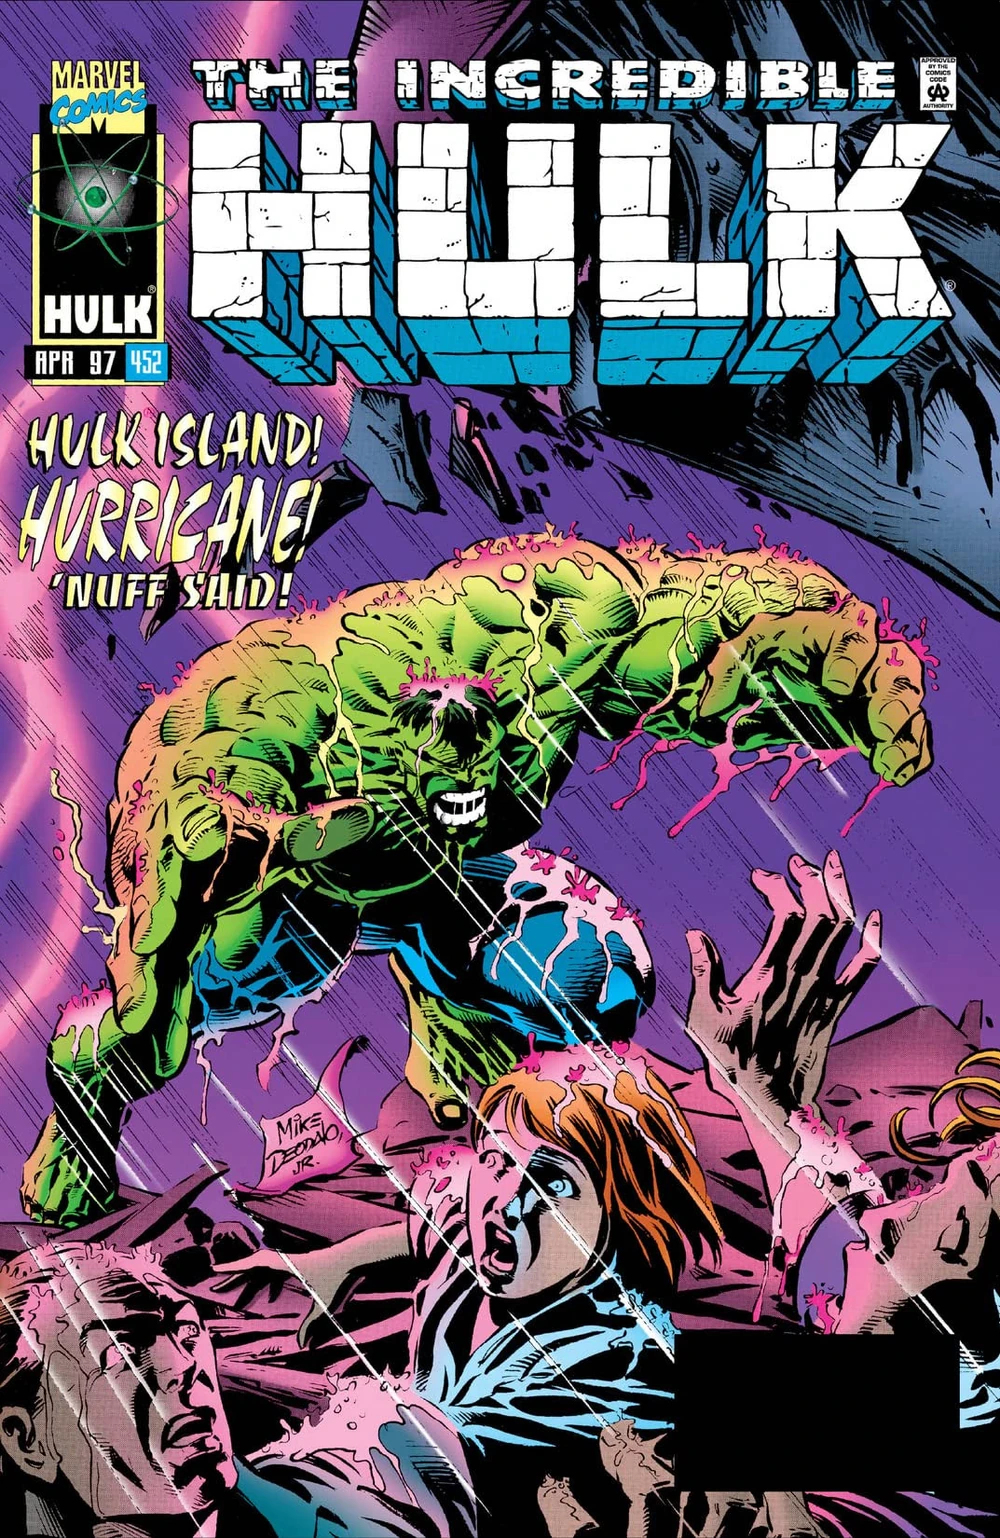 MARVEL
COMICS
M
THE INCREDIBLE
HULK
®
APPROVED
BY THE
COMICS
CODE
CA
AUTHORITY
®
HULK
APR 97 452
HULK ISLAND!
HURRICANE!
'NUFF SAID!
MIKE
DEODATO,
JR.